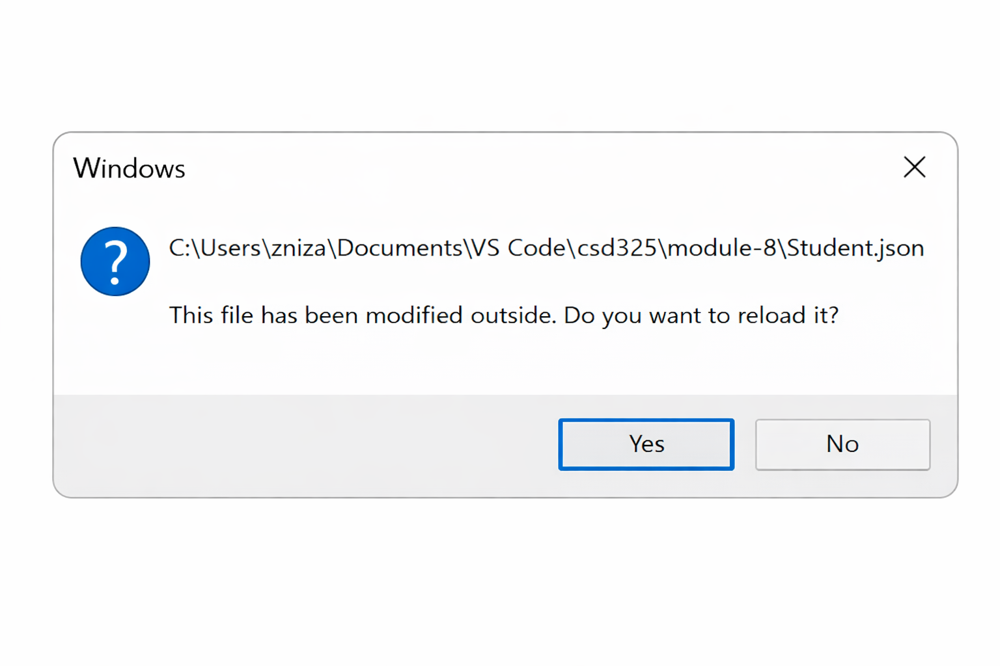 Windows
C:\Users\zniza\Documents\VS Code\csd325\module-8\Student.json
This file has been modified outside. Do you want to reload it?
Yes
No